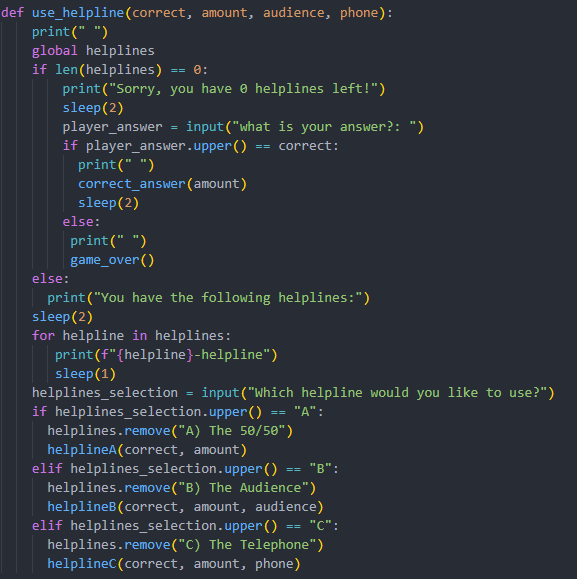 def use_helpline(correct, amount, audience, phone):
    print(" ")
    global helplines
    if len(helplines) == 0:
        print("Sorry, you have 0 helplines left!")
        sleep(2)
        player_answer = input("what is your answer?: ")
        if player_answer.upper() == correct:
          print(" ")
          correct_answer(amount)
          sleep(2)
        else:
         print(" ")
         game_over()
    else:
      print("You have the following helplines:")
    sleep(2)
    for helpline in helplines:
       print(f"{helpline}-helpline")
       sleep(1)
    helplines_selection = input("Which helpline would you like to use?")
    if helplines_selection.upper() == "A":
      helplines.remove("A) The 50/50")
      helplineA(correct, amount)
    elif helplines_selection.upper() == "B":
      helplines.remove("B) The Audience")
      helplineB(correct, amount, audience)
    elif helplines_selection.upper() == "C":
      helplines.remove("C) The Telephone")
      helplineC(correct, amount, phone)